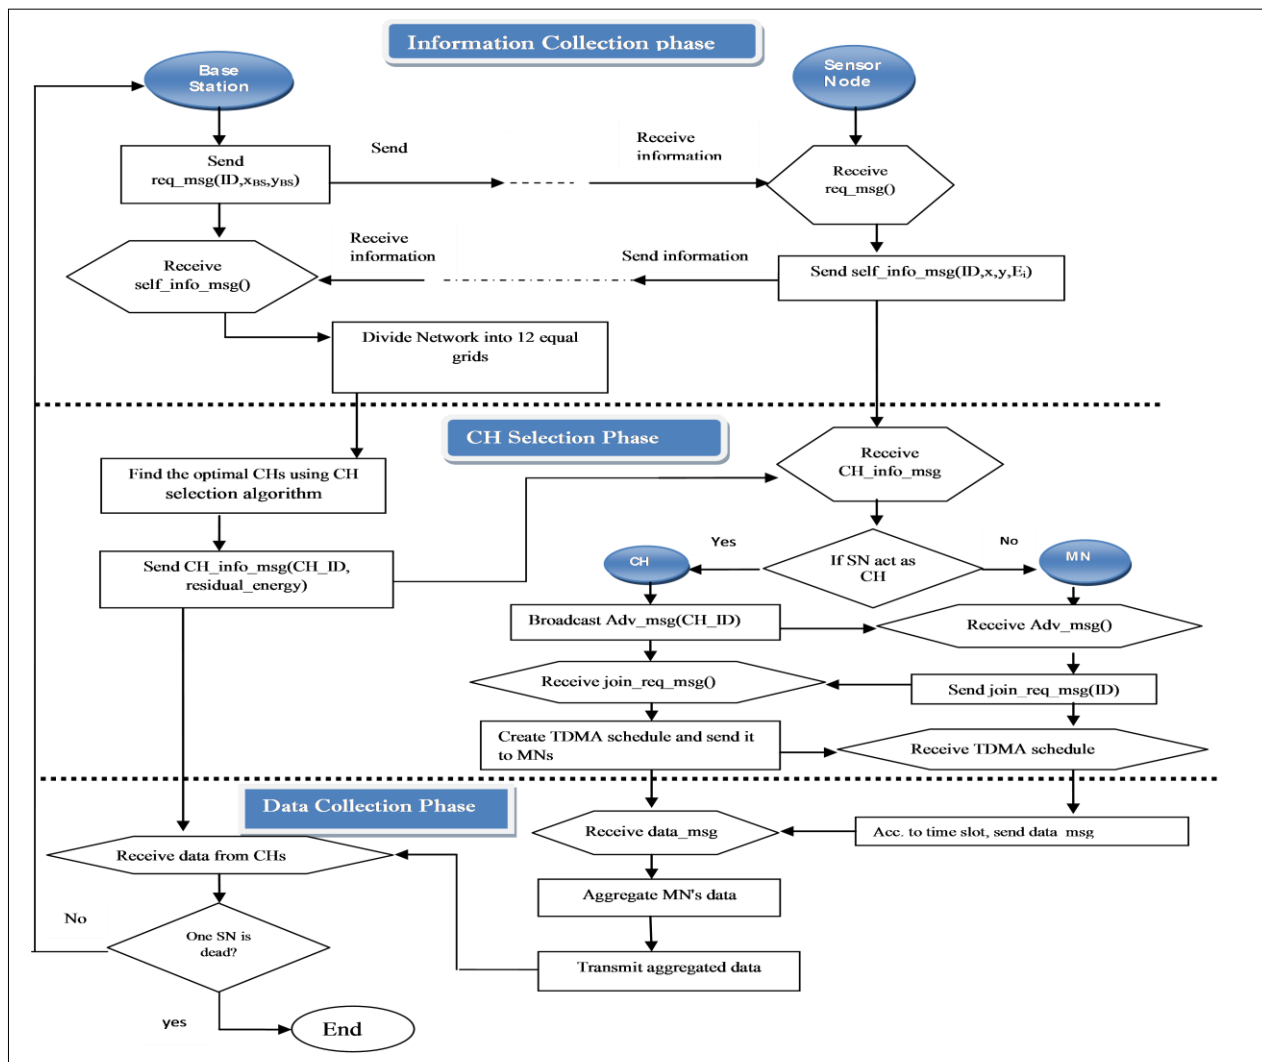 Information Collection phase
Base
Station
Sensor
Node
Send
req_msg(ID,xBS,yBS)
Send
Receive
information
Receive
req_msg()
Receive
self_info_msg()
Receive
information
Send information
Send self_info_msg(ID,x,y,Ei)
Divide Network into 12 equal
grids
CH Selection Phase
Find the optimal CHs using CH
selection algorithm
Receive
CH_info_msg
Send CH_info_msg(CH_ID,
residual_energy)
Yes
No
CH
If SN act as
CH
MN
Broadcast Adv_msg(CH_ID)
Receive Adv_msg()
Receive join_req_msg()
Send join_req_msg(ID)
Create TDMA schedule and send it
to MNs
Receive TDMA schedule
Data Collection Phase
Receive data_msg
Acc. to time slot, send data_msg
Receive data from CHs
Aggregate MN's data
No
One SN is
dead?
Transmit aggregated data
yes
End